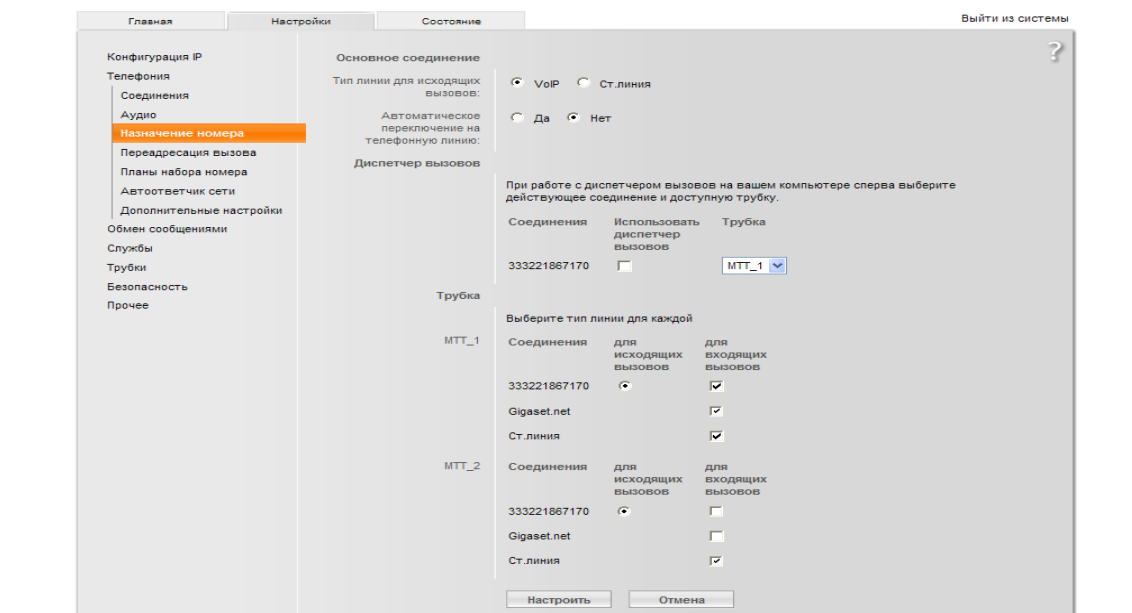 Главная
Настройки
Состояние
Выйти из системы
?
Конфигурация IP
Телефония
Соединения
Аудио
Назначение номера
Переадресация вызова
Планы набора номера
Автоответчик сети
Дополнительные настройки
Обмен сообщениями
Службы
Трубки
Безопасность
Прочее
Основное соединение
Тип линии для исходящих
вызовов:
VoIP Ст.линия
Автоматическое
переключение на
телефонную линию:
Да Нет
Диспетчер вызовов
При работе с диспетчером вызовов на вашем компьютере сперва выберите
действующее соединение и доступную трубку.
Соединения
Использовать
диспетчер
вызовов
Трубка
333221867170
МТТ_1
Трубка
Выберите тип линии для каждой
МТТ_1
Соединения
для
исходящих
вызовов
для
входящих
вызовов
333221867170
Gigaset.net
Ст.линия
МТТ_2
Соединения
для
исходящих
вызовов
для
входящих
вызовов
333221867170
Gigaset.net
Ст.линия
Настроить
Отмена